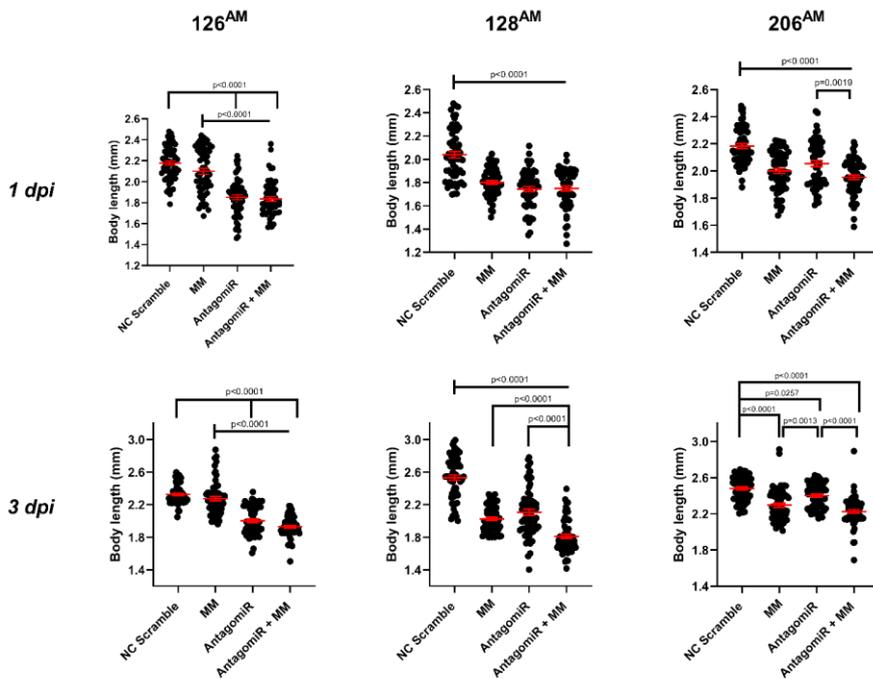 126^AM 128^AM 206^AM
1 dpi
p<0.0001
p<0.0001
Body length (mm)
2.6
2.4
2.2
2.0
1.8
1.6
1.4
1.2
NC Scramble
MM
AntagomiR
AntagomiR + MM
p<0.0001
Body length (mm)
2.6
2.4
2.2
2.0
1.8
1.6
1.4
1.2
NC Scramble
MM
AntagomiR
AntagomiR + MM
p<0.0001
p=0.0019
Body length (mm)
2.6
2.4
2.2
2.0
1.8
1.6
1.4
NC Scramble
MM
AntagomiR
AntagomiR + MM
3 dpi
p<0.0001
p<0.0001
Body length (mm)
3.0
2.6
2.2
1.8
1.4
NC Scramble
MM
AntagomiR
AntagomiR + MM
p<0.0001
p<0.0001
p<0.0001
Body length (mm)
3.0
2.6
2.2
1.8
1.4
NC Scramble
MM
AntagomiR
AntagomiR + MM
p<0.0001
p=0.0257
p<0.0001
p=0.0013
p<0.0001
Body length (mm)
3.0
2.6
2.2
1.8
1.4
NC Scramble
MM
AntagomiR
AntagomiR + MM